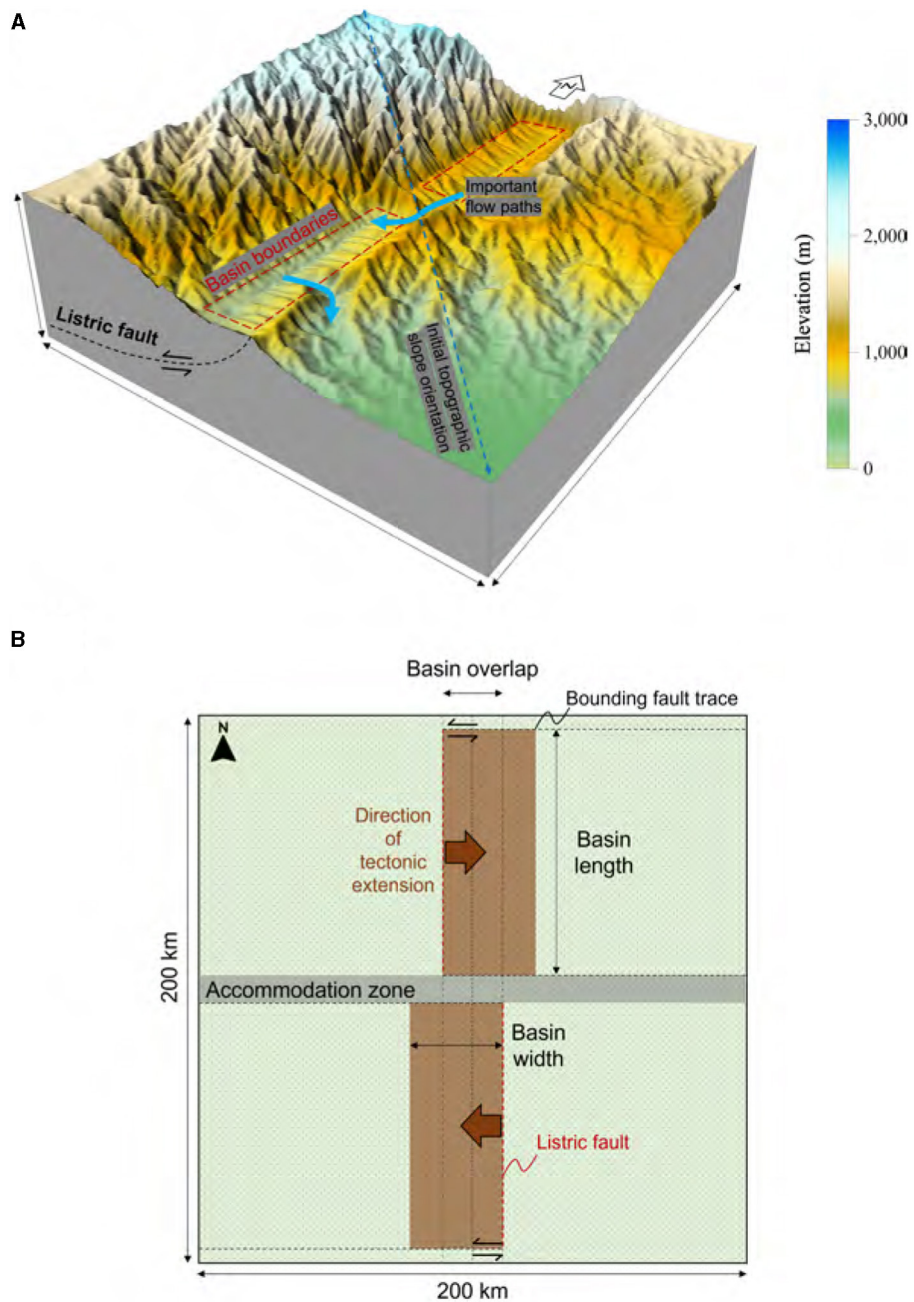 A
N
3,000
Important
flow paths
Basin boundaries
2,000
Elevation (m)
Listric fault
1,000
Initial topographic
slope orientation
0
B
Basin overlap
Bounding fault trace
N
Direction
of
tectonic
extension
Basin
length
200 km
Accommodation zone
Basin
width
Listric fault
200 km